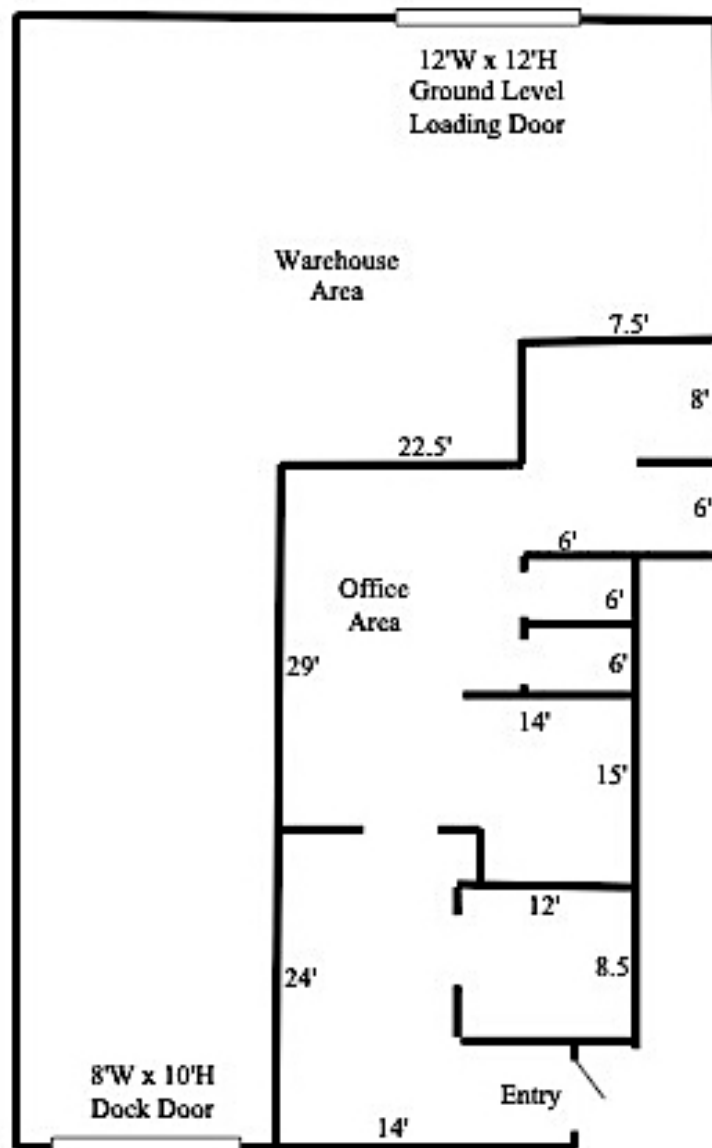 12'W x 12'H
Ground Level
Loading Door
Warehouse
Area
7.5'
8'
22.5'
6'
6'
Office
Area
6'
29'
6'
14'
15'
12'
24'
8.5
8'W x 10'H
Dock Door
Entry
14'